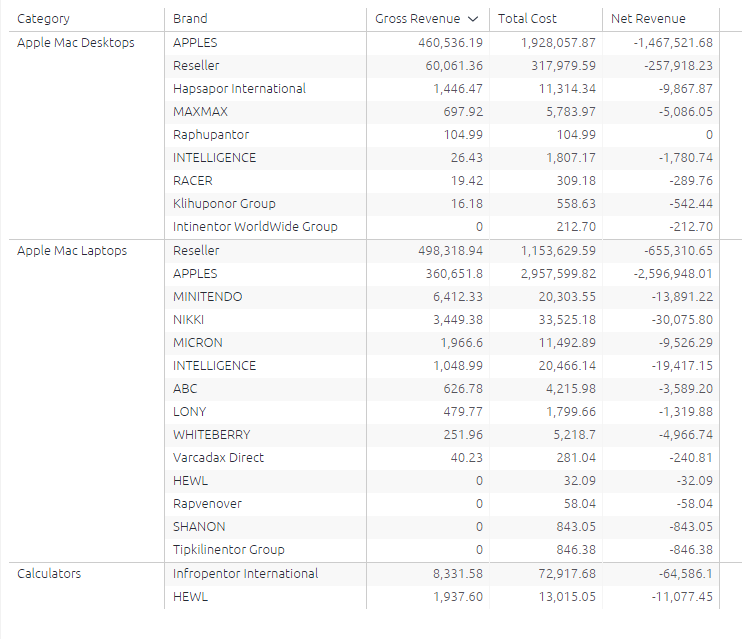 Category Brand Gross Revenue Total Cost Net Revenue
Apple Mac Desktops APPLES 460,536.19 1,928,057.87 -1,467,521.68
Reseller 60,061.36 317,979.59 -257,918.23
Hapsapor International 1,446.47 11,314.34 -9,867.87
MAXMAX 697.92 5,783.97 -5,086.05
Raphupantor 104.99 104.99 0
INTELLIGENCE 26.43 1,807.17 -1,780.74
RACER 19.42 309.18 -289.76
Klihuponor Group 16.18 558.63 -542.44
Intinentor WorldWide Group 0 212.70 -212.70
Apple Mac Laptops Reseller 498,318.94 1,153,629.59 -655,310.65
APPLES 360,651.8 2,957,599.82 -2,596,948.01
MINITENDO 6,412.33 20,303.55 -13,891.22
NIKKI 3,449.38 33,525.18 -30,075.80
MICRON 1,966.6 11,492.89 -9,526.29
INTELLIGENCE 1,048.99 20,466.14 -19,417.15
ABC 626.78 4,215.98 -3,589.20
LONY 479.77 1,799.66 -1,319.88
WHITEBERRY 251.96 5,218.7 -4,966.74
Varcadax Direct 40.23 281.04 -240.81
HEWL 0 32.09 -32.09
Rapvenover 0 58.04 -58.04
SHANON 0 843.05 -843.05
Tipkilinentor Group 0 846.38 -846.38
Calculators Infropentor International 8,331.58 72,917.68 -64,586.1
HEWL 1,937.60 13,015.05 -11,077.45